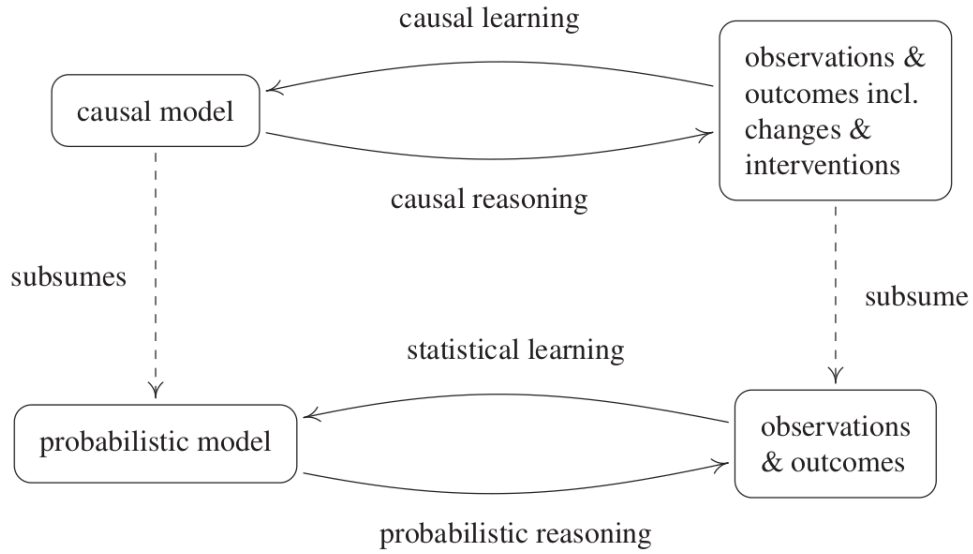 causal learning
observations &
outcomes incl.
changes &
interventions
causal model
causal reasoning
subsumes
subsume
statistical learning
probabilistic model
observations
& outcomes
probabilistic reasoning